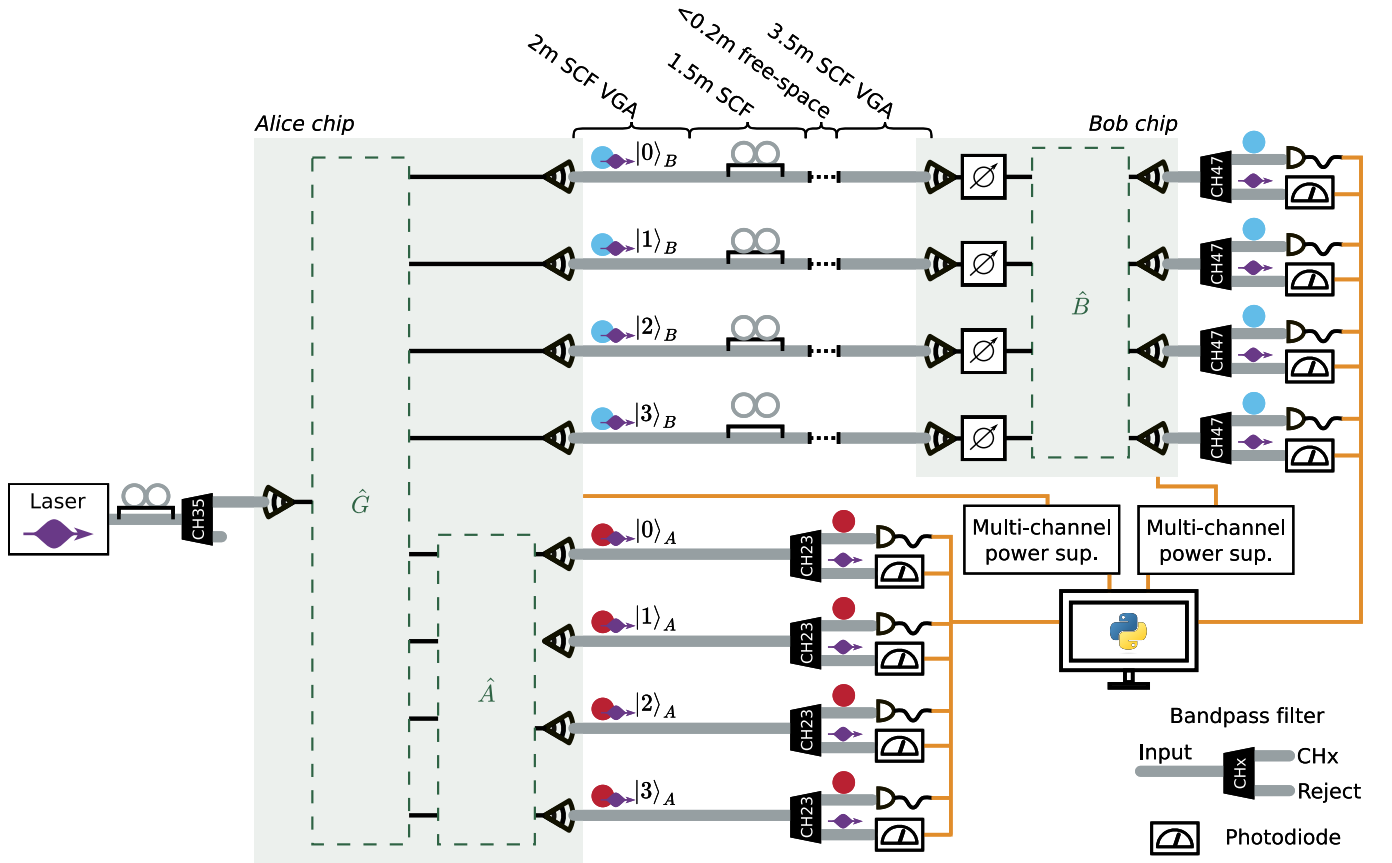 2m SCF VGA
1.5m SCF
<0.2m free-space
3.5m SCF VGA
Alice chip
Bob chip
|0⟩_B
CH47
|1⟩_B
CH47
|2⟩_B
CH47
|3⟩_B
CH47
B̂
Laser
CH35
Ĝ
Â
|0⟩_A
CH23
|1⟩_A
CH23
|2⟩_A
CH23
|3⟩_A
CH23
Multi-channel
power sup.
Multi-channel
power sup.
Bandpass filter
Input
CHx
CHx
Reject
Photodiode